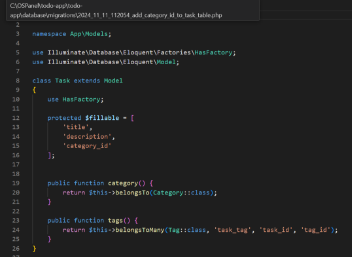 C:\OSPanel\todo-app\todo-
app\database\migrations\2024_11_11_112054_add_category_id_to_task_table.php
2
3 namespace App\Models;
4
5 use Illuminate\Database\Eloquent\Factories\HasFactory;
6 use Illuminate\Database\Eloquent\Model;
7
8 class Task extends Model
9 {
10 use HasFactory;
11
12 protected $fillable = [
13 'title',
14 'description',
15 'category_id'
16 ];
17
18
19 public function category() {
20 return $this->belongsTo(Category::class);
21 }
22
23 public function tags() {
24 return $this->belongsToMany(Tag::class, 'task_tag', 'task_id', 'tag_id');
25 }
26 }